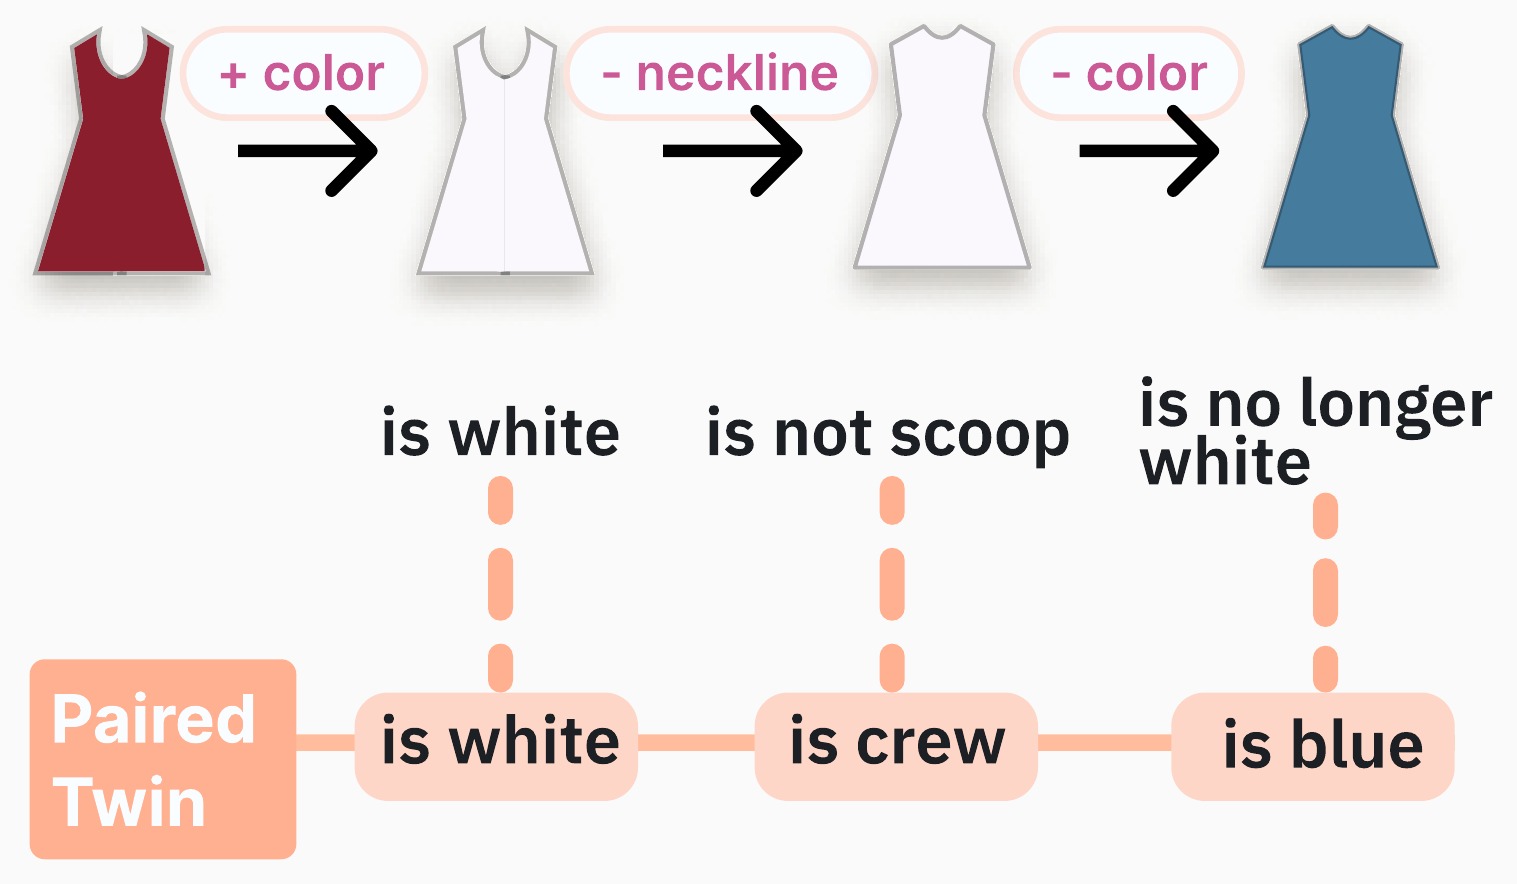 + color
- neckline
- color
is white
is not scoop
is no longer
white
Paired
Twin
is white
is crew
is blue